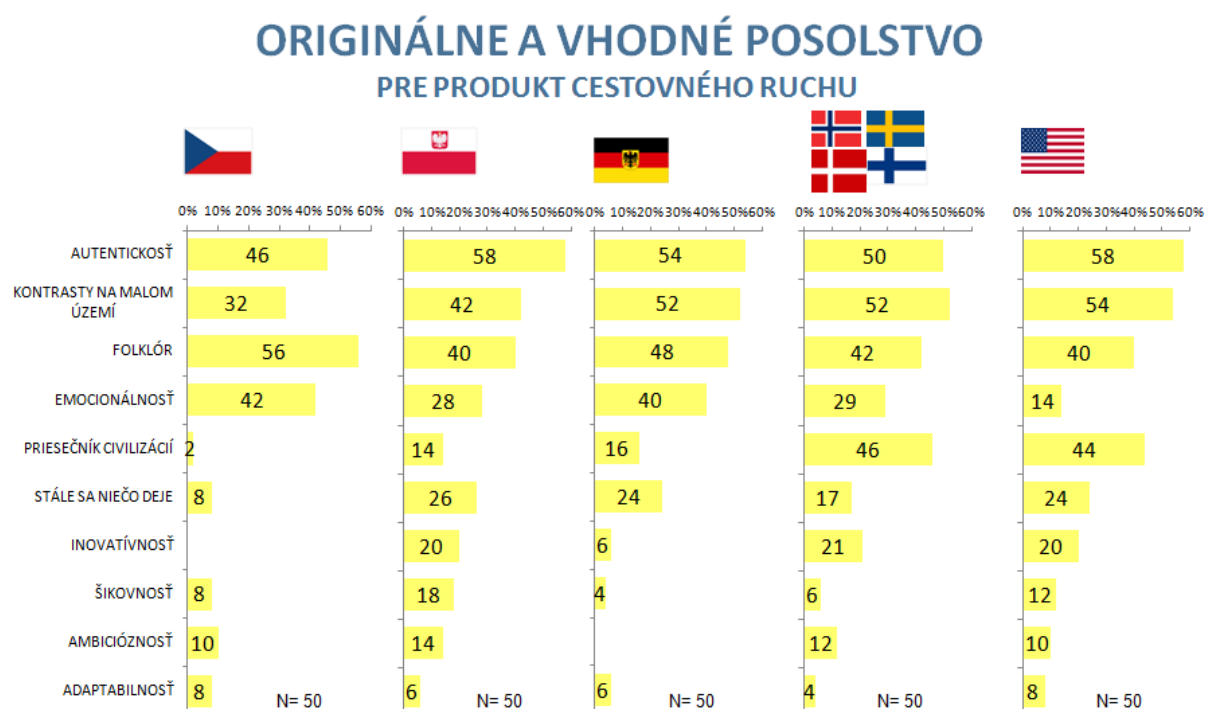 ORIGINÁLNE A VHODNÉ POSOLSTVO
PRE PRODUKT CESTOVNÉHO RUCHU
0% 10% 20% 30% 40% 50% 60% 0% 10% 20% 30% 40% 50% 60% 0% 10% 20% 30% 40% 50% 60% 0% 10% 20% 30% 40% 50% 60% 0% 10% 20% 30% 40% 50% 60%
AUTENTICKOSŤ 46 58 54 50 58
KONTRASTY NA MALOM
ÚZEMÍ 32 42 52 52 54
FOLKLÓR 56 40 48 42 40
EMOCIONÁLNOSŤ 42 28 40 29 14
PRIESEČNÍK CIVILIZÁCIÍ 2 14 16 46 44
STÁLE SA NIEČO DEJE 8 26 24 17 24
INOVATÍVNOSŤ 20 6 21 20
ŠIKOVNOSŤ 8 18 4 6 12
AMBICIÓZNOSŤ 10 14 12 10
ADAPTABILNOSŤ 8 6 6 4 8
N= 50 N= 50 N= 50 N= 50 N= 50